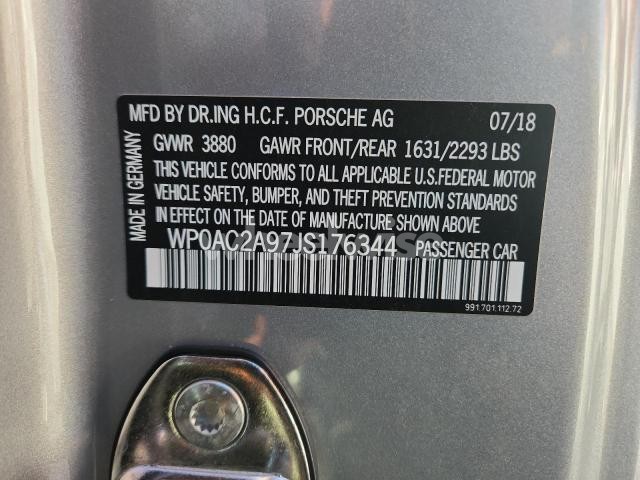 MFD BY DR.ING H.C.F. PORSCHE AG 07/18
MADE IN GERMANY
GVWR 3880 GAWR FRONT/REAR 1631/2293 LBS
THIS VEHICLE CONFORMS TO ALL APPLICABLE U.S.FEDERAL MOTOR
VEHICLE SAFETY, BUMPER, AND THEFT PREVENTION STANDARDS
IN EFFECT ON THE DATE OF MANUFACTURE SHOWN ABOVE
WP0AC2A97JS176344 PASSENGER CAR
991.701.112.72